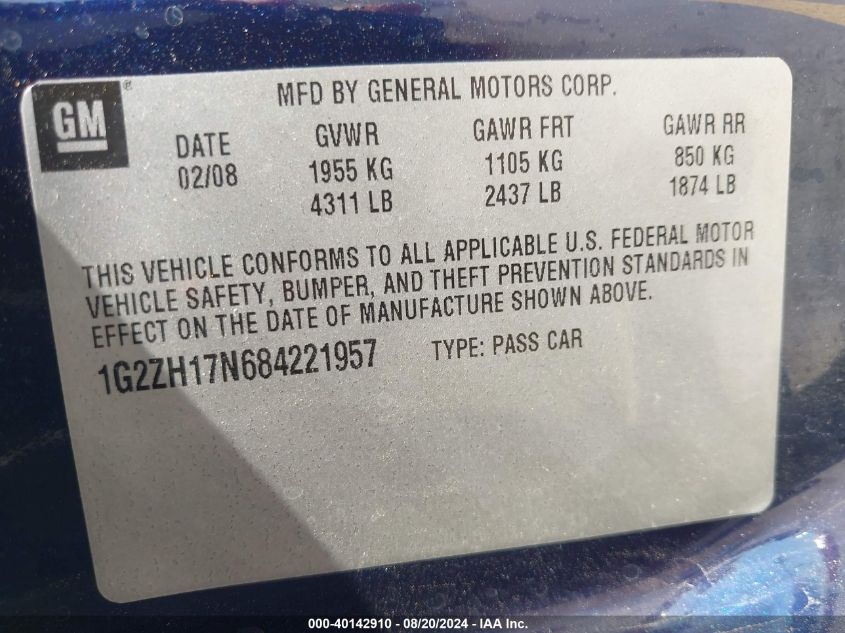 GM®
MFD BY GENERAL MOTORS CORP.
DATE GVWR GAWR FRT GAWR RR
02/08 1955 KG 1105 KG 850 KG
4311 LB 2437 LB 1874 LB
THIS VEHICLE CONFORMS TO ALL APPLICABLE U.S. FEDERAL MOTOR
VEHICLE SAFETY, BUMPER, AND THEFT PREVENTION STANDARDS IN
EFFECT ON THE DATE OF MANUFACTURE SHOWN ABOVE.
1G2ZH17N684221957 TYPE: PASS CAR
000-40142910 - 08/20/2024 - IAA Inc.